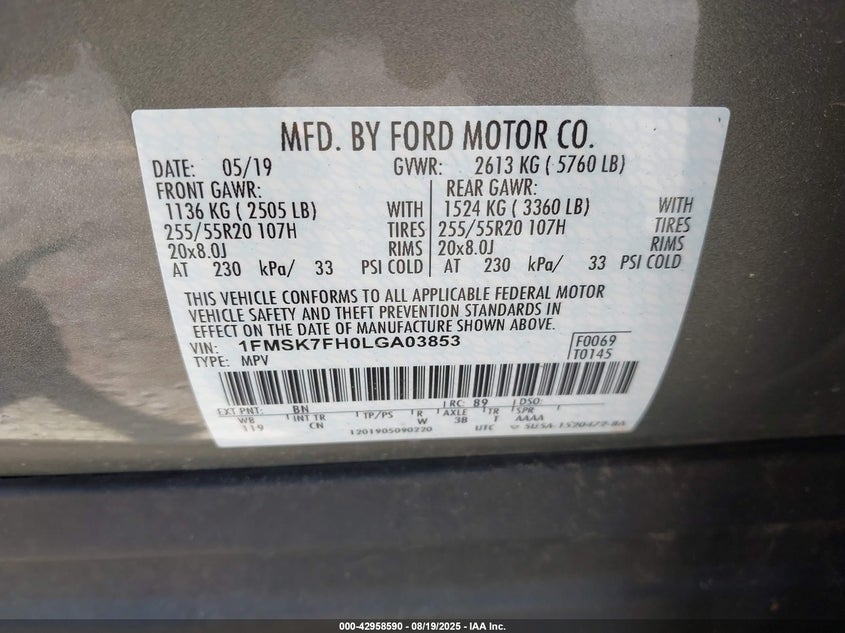 MFD. BY FORD MOTOR CO.
DATE: 05/19 GVWR: 2613 KG ( 5760 LB)
FRONT GAWR: REAR GAWR:
1136 KG ( 2505 LB) WITH 1524 KG ( 3360 LB) WITH
255/55R20 107H TIRES 255/55R20 107H TIRES
20x8.0J RIMS 20x8.0J RIMS
AT 230 kPa/ 33 PSI COLD AT 230 kPa/ 33 PSI COLD
THIS VEHICLE CONFORMS TO ALL APPLICABLE FEDERAL MOTOR
VEHICLE SAFETY AND THEFT PREVENTION STANDARDS IN
EFFECT ON THE DATE OF MANUFACTURE SHOWN ABOVE.
VIN: 1FMSK7FH0LGA03853 F0069
TYPE: MPV T0145
EXT PNT: BN RC: 89 DSO:
WB INT TR TP/PS R AXLE TR SPR
119 CN W 3B T AAAA
1201905090220 UTC
000-42958590 - 08/19/2025 - IAA Inc.